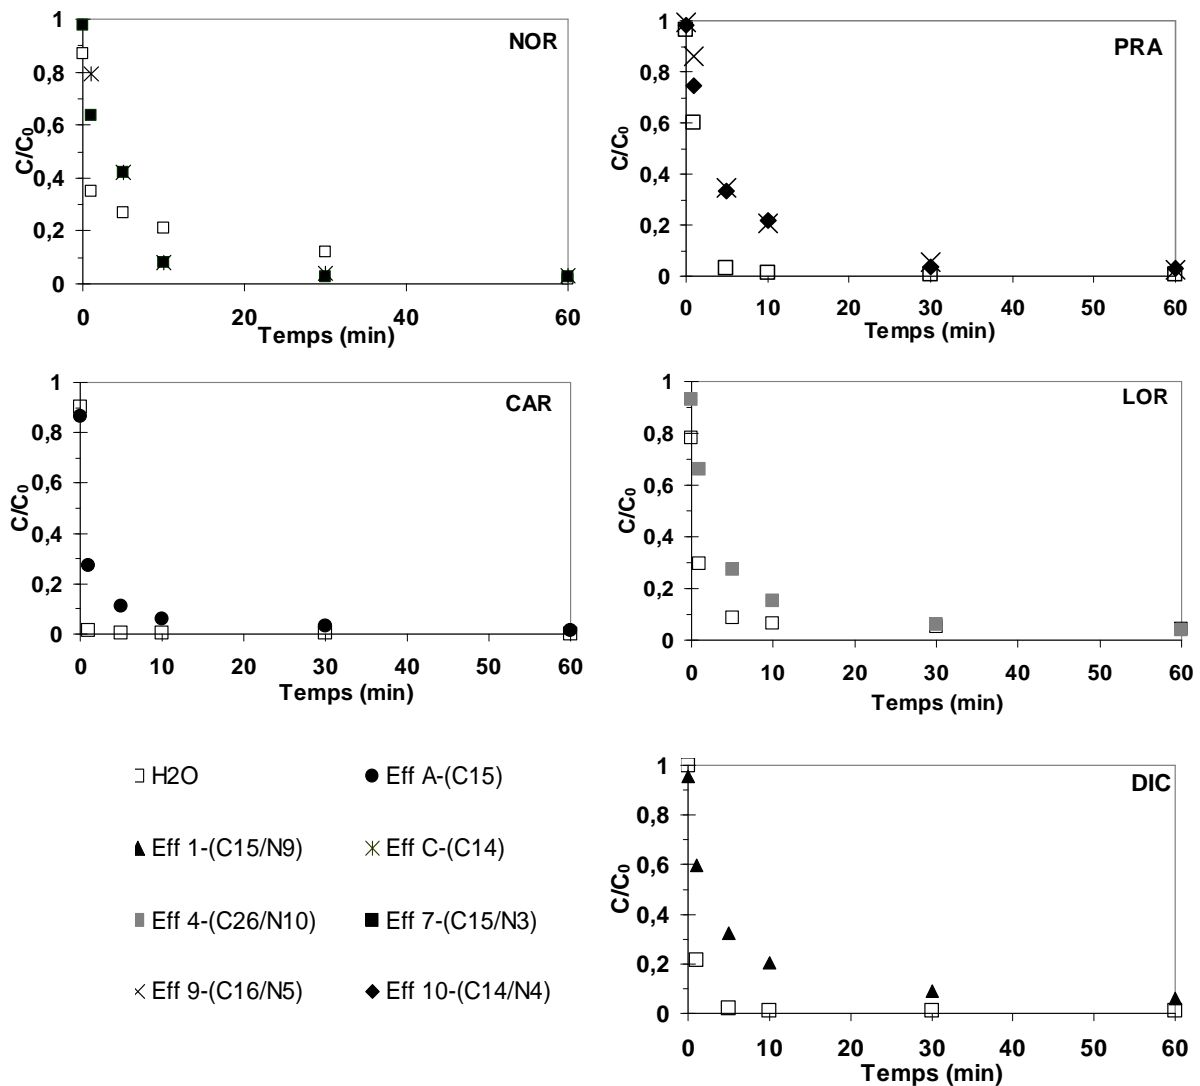 NOR
1
0,8
0,6
0,4
0,2
0
C/C0
0 20 40 60
Temps (min)
PRA
1
0,8
0,6
0,4
0,2
0
C/C0
0 10 20 30 40 50 60
Temps (min)
CAR
1
0,8
0,6
0,4
0,2
0
C/C0
0 10 20 30 40 50 60
Temps (min)
LOR
1
0,8
0,6
0,4
0,2
0
C/C0
0 10 20 30 40 50 60
Temps (min)
H2O
Eff A-(C15)
Eff 1-(C15/N9)
Eff C-(C14)
Eff 4-(C26/N10)
Eff 7-(C15/N3)
Eff 9-(C16/N5)
Eff 10-(C14/N4)
DIC
1
0,8
0,6
0,4
0,2
0
C/C0
0 10 20 30 40 50 60
Temps (min)